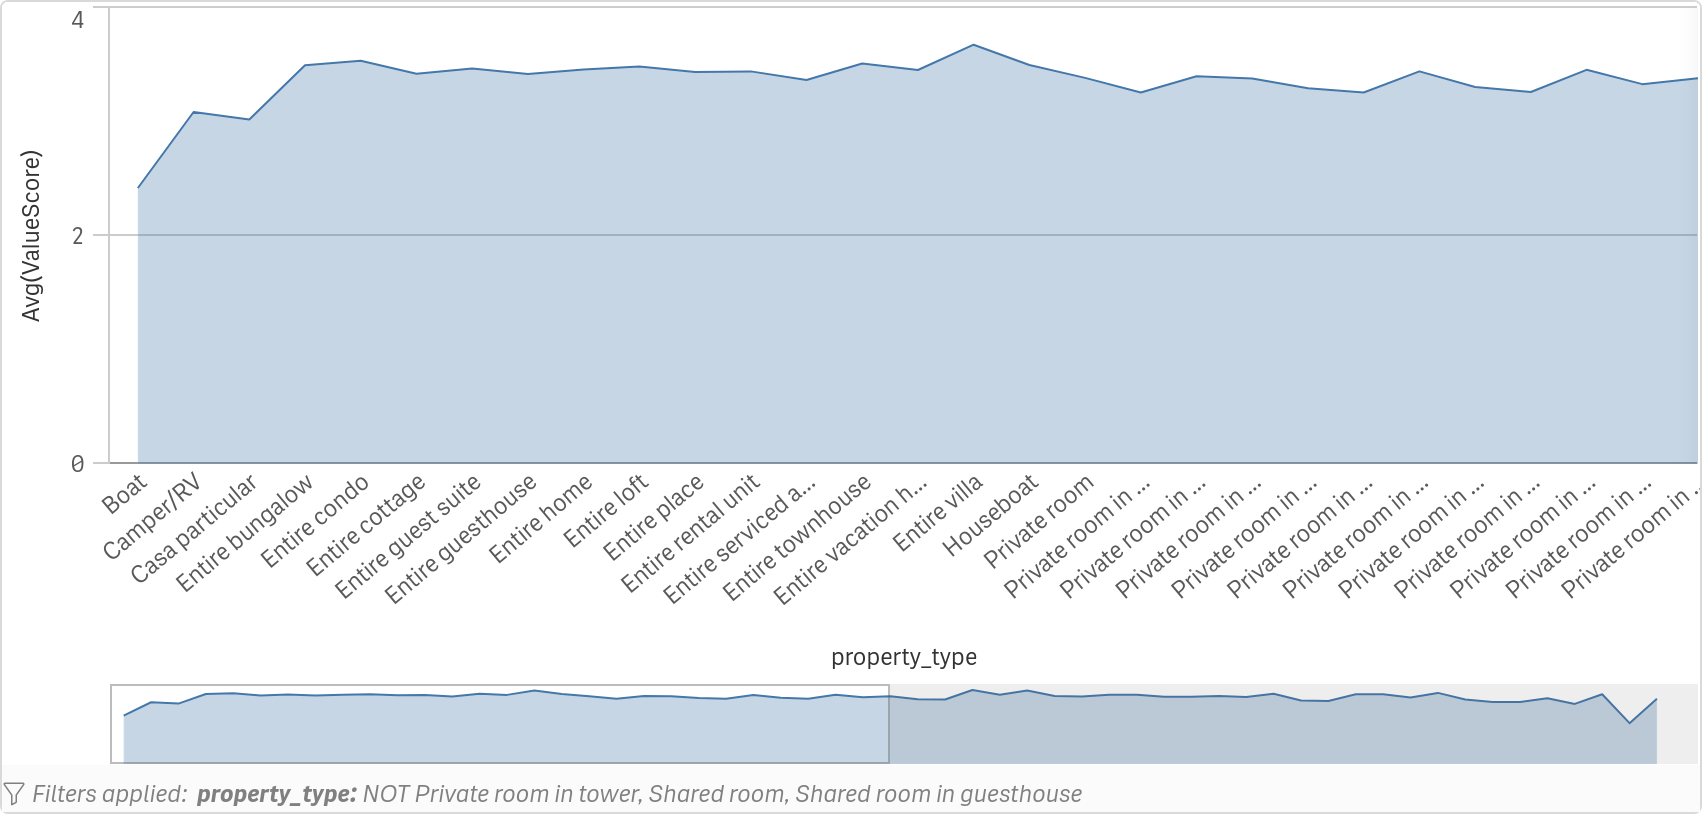 4
2
0
Avg(ValueScore)
Boat
Camper/RV
Casa particular
Entire bungalow
Entire condo
Entire cottage
Entire guest suite
Entire guesthouse
Entire home
Entire loft
Entire place
Entire rental unit
Entire serviced a...
Entire townhouse
Entire vacation h...
Entire villa
Houseboat
Private room
Private room in ...
Private room in ...
Private room in ...
Private room in ...
Private room in ...
Private room in ...
Private room in ...
Private room in ...
Private room in ...
Private room in ...
Private room in ..
property_type
Filters applied: property_type: NOT Private room in tower, Shared room, Shared room in guesthouse